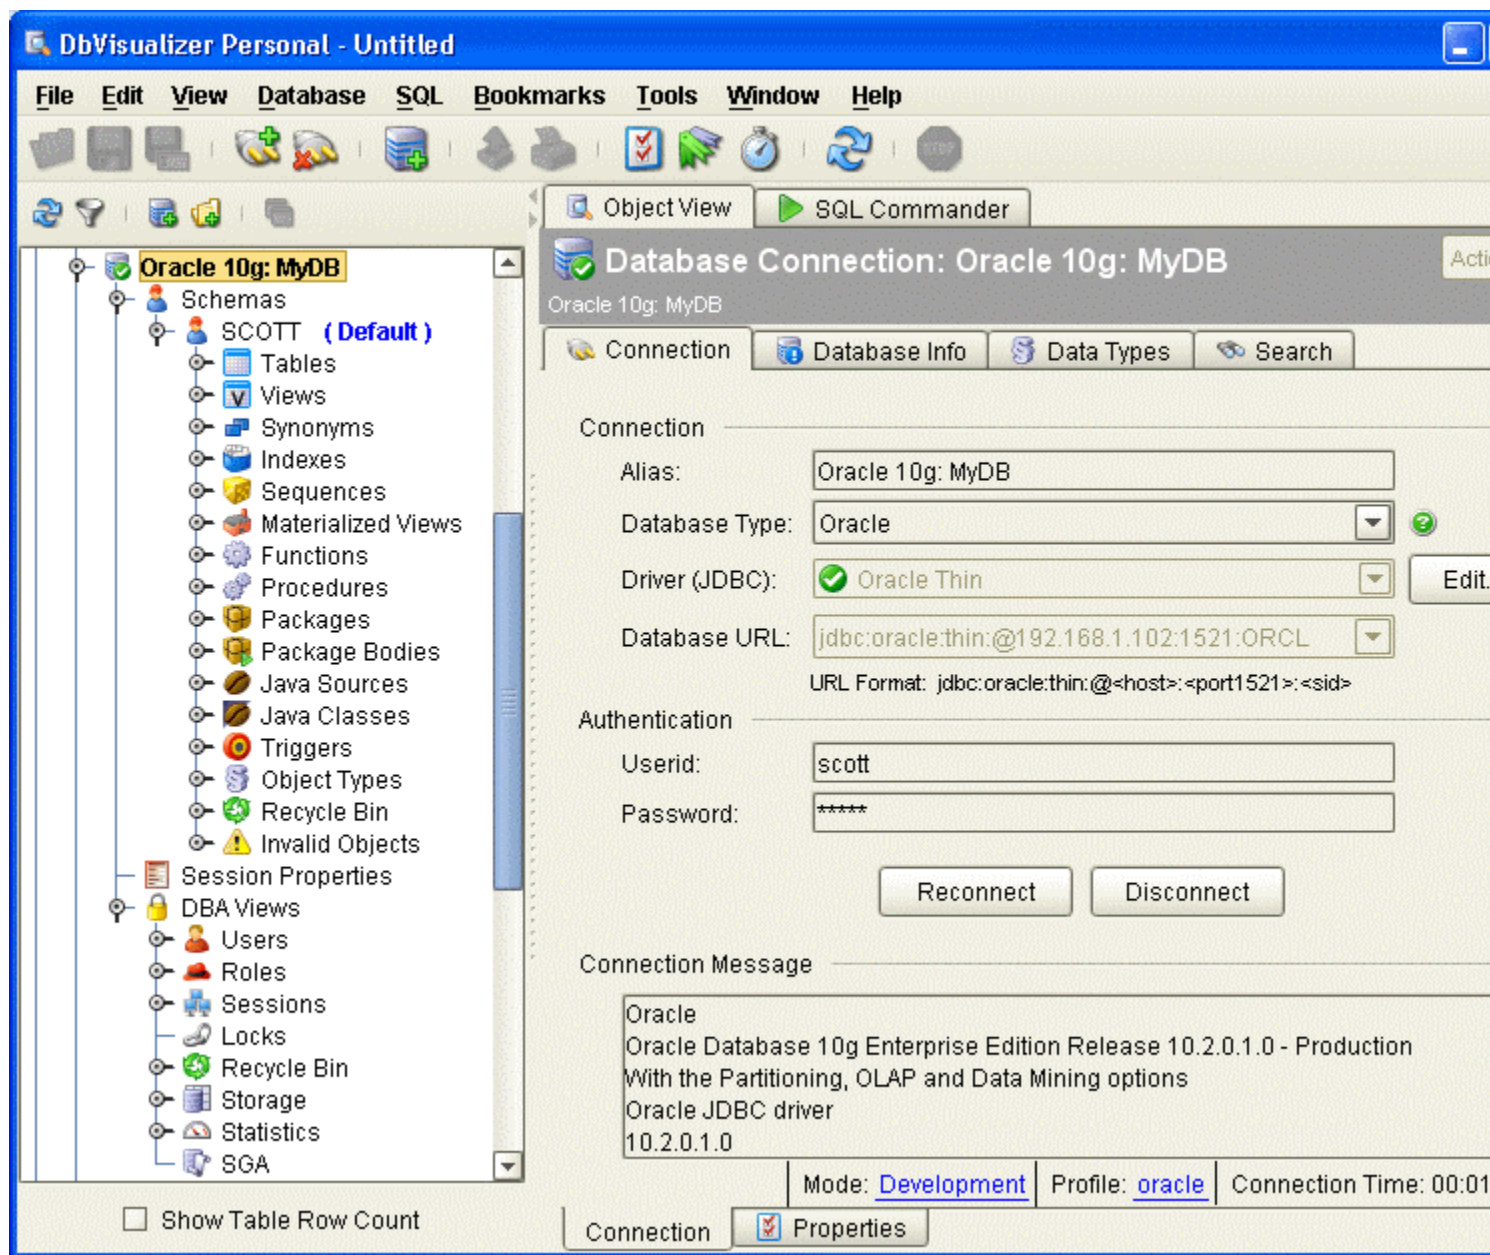 DbVisualizer Personal - Untitled
File Edit View Database SQL Bookmarks Tools Window Help
STOP
Object View SQL Commander
Database Connection: Oracle 10g: MyDB
Oracle 10g: MyDB
Connection Database Info Data Types Search
Oracle 10g: MyDB
Schemas
SCOTT ( Default )
Tables
Views
Synonyms
Indexes
Sequences
Materialized Views
Functions
Procedures
Packages
Package Bodies
Java Sources
Java Classes
Triggers
Object Types
Recycle Bin
Invalid Objects
Session Properties
DBA Views
Users
Roles
Sessions
Locks
Recycle Bin
Storage
Statistics
SGA
Show Table Row Count
Connection
Alias: Oracle 10g: MyDB
Database Type: Oracle
Driver (JDBC): Oracle Thin Edit.
Database URL: jdbc:oracle:thin:@192.168.1.102:1521:ORCL
URL Format: jdbc:oracle:thin:@<host>:<port1521>:<sid>
Authentication
Userid: scott
Password: *****
Reconnect Disconnect
Connection Message
Oracle
Oracle Database 10g Enterprise Edition Release 10.2.0.1.0 - Production
With the Partitioning, OLAP and Data Mining options
Oracle JDBC driver
10.2.0.1.0
Mode: Development Profile: oracle Connection Time: 00:01
Connection Properties